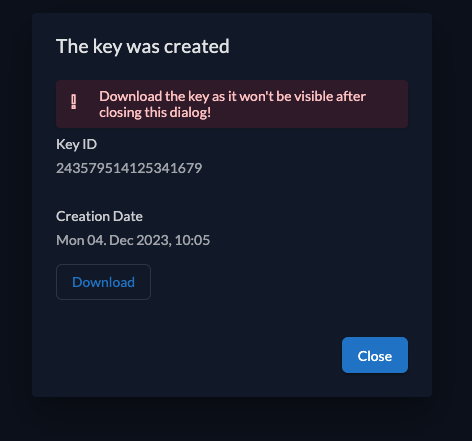 The key was created
Download the key as it won't be visible after
closing this dialog!
Key ID
243579514125341679
Creation Date
Mon 04. Dec 2023, 10:05
Download
Close